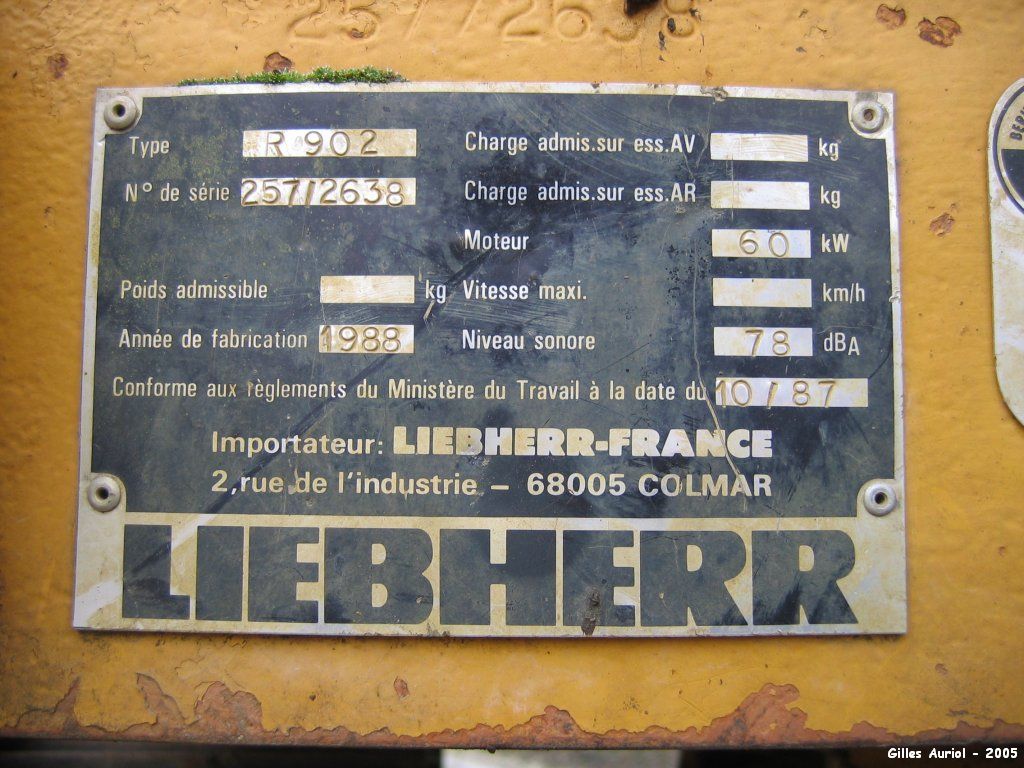 257/2638
Type R 902 Charge admis.sur ess.AV kg
N° de série 257/2638 Charge admis.sur ess.AR kg
Moteur 60 kW
Poids admissible kg Vitesse maxi. km/h
Année de fabrication 1988 Niveau sonore 78 dBA
Conforme aux règlements du Ministère du Travail à la date du 10/87
Importateur: LIEBHERR-FRANCE
2,rue de l'industrie – 68005 COLMAR
LIEBHERR
Gilles Auriol - 2005